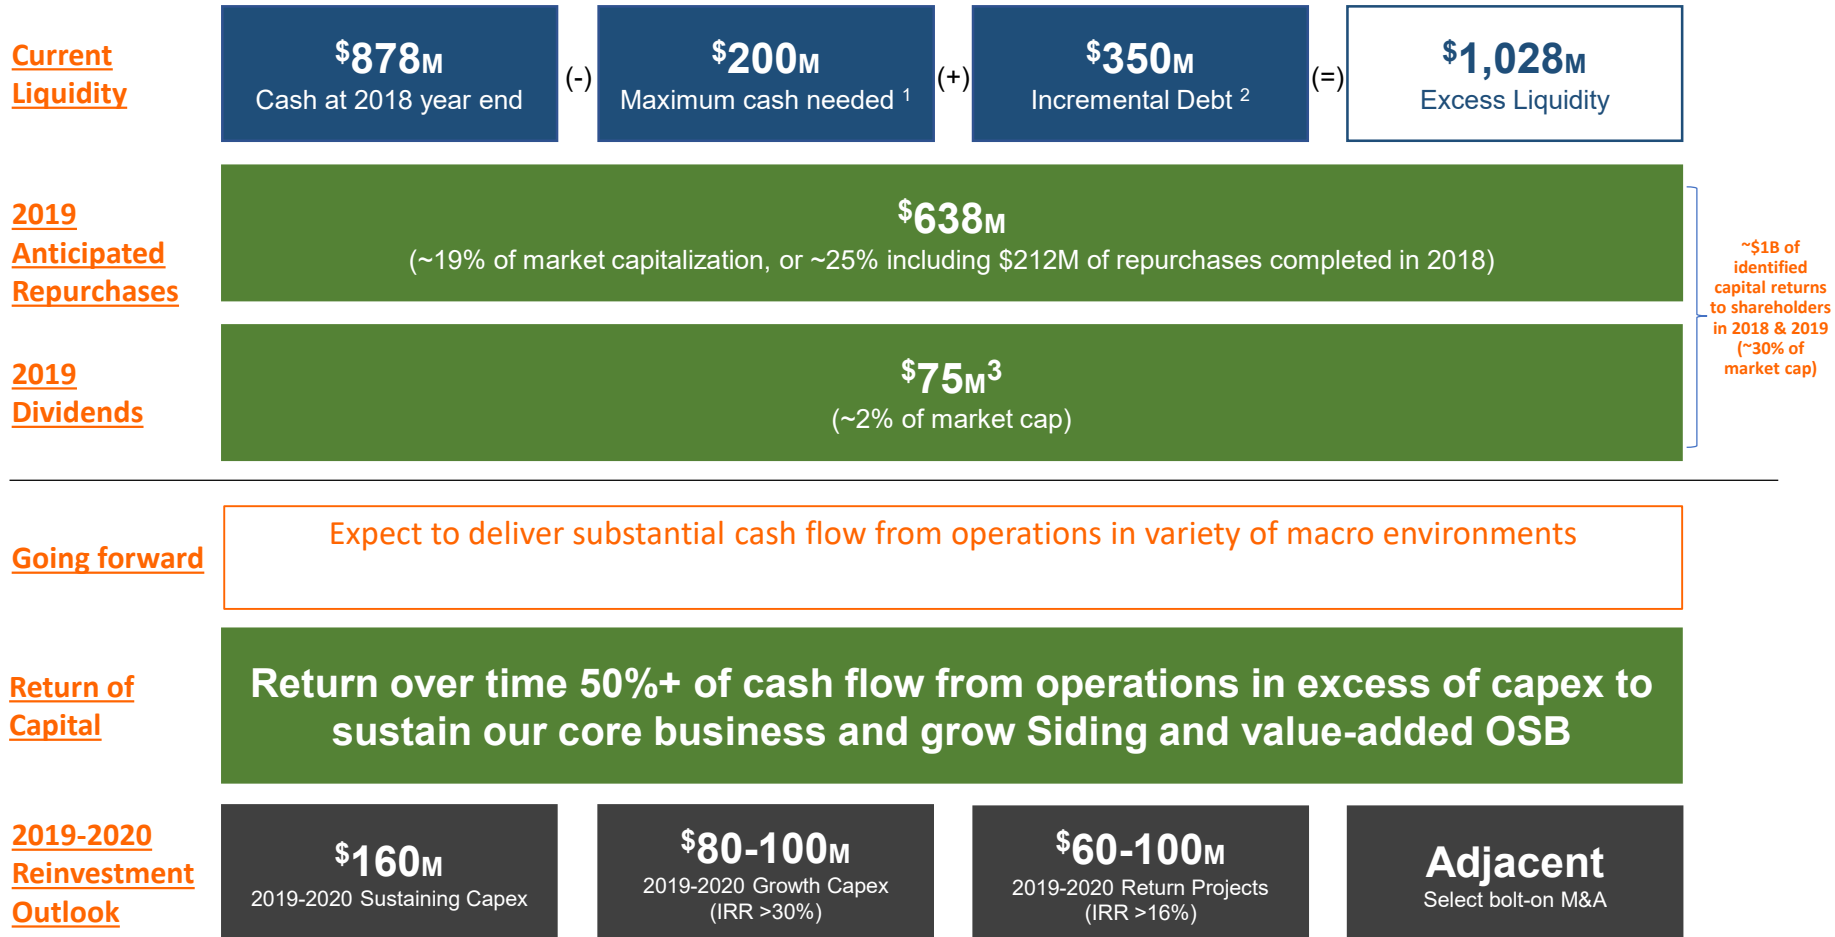 Current
Liquidity
$878M
Cash at 2018 year end
(-)
$200M
Maximum cash needed 1
(+)
$350M
Incremental Debt 2
(=)
$1,028M
Excess Liquidity
2019
Anticipated
Repurchases
$638M
(~19% of market capitalization, or ~25% including $212M of repurchases completed in 2018)
~$1B of
identified
capital returns
to shareholders
in 2018 & 2019
(~30% of
market cap)
2019
Dividends
$75M3
(~2% of market cap)
Going forward
Expect to deliver substantial cash flow from operations in variety of macro environments
Return of
Capital
Return over time 50%+ of cash flow from operations in excess of capex to
sustain our core business and grow Siding and value-added OSB
2019-2020
Reinvestment
Outlook
$160M
2019-2020 Sustaining Capex
$80-100M
2019-2020 Growth Capex
(IRR >30%)
$60-100M
2019-2020 Return Projects
(IRR >16%)
Adjacent
Select bolt-on M&A